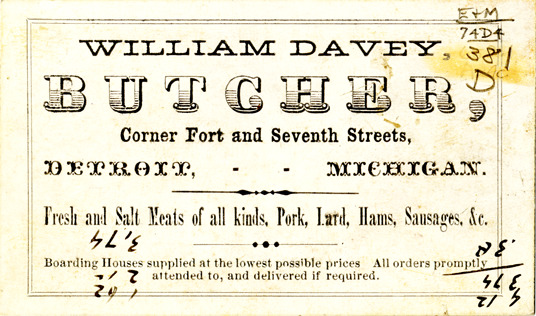 E&M
74D4
381
D
WILLIAM DAVEY,
BUTCHER,
Corner Fort and Seventh Streets,
DETROIT, - - MICHIGAN.
Fresh and Salt Meats of all kinds, Pork, Lard, Hams, Sausages, &c.
Boarding Houses supplied at the lowest possible prices All orders promptly
attended to, and delivered if required.